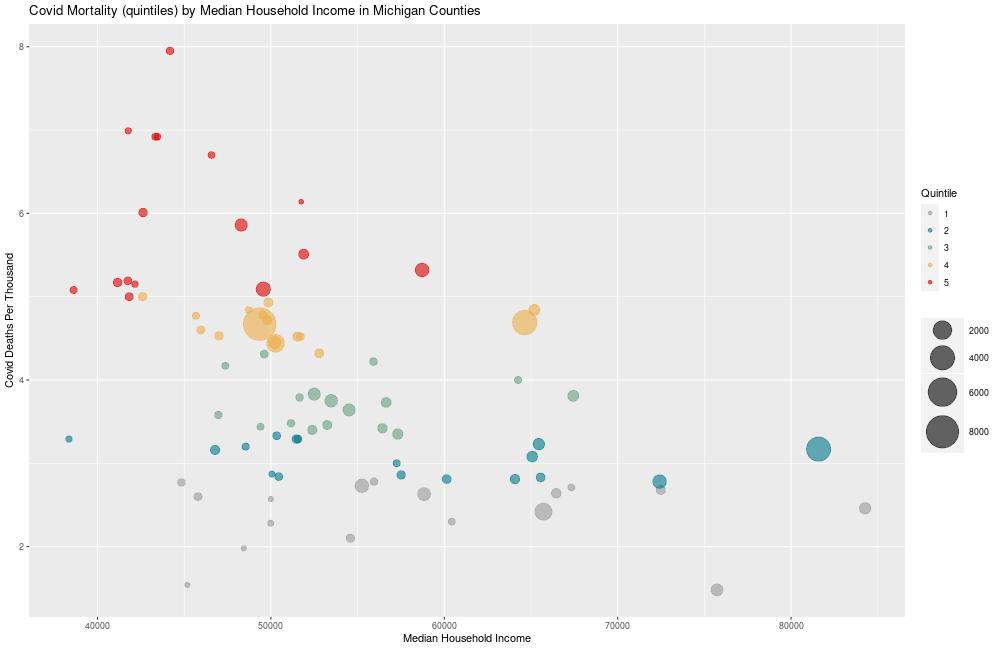 Covid Mortality (quintiles) by Median Household Income in Michigan Counties
8
6
4
2
Covid Deaths Per Thousand
40000 50000 60000 70000 80000
Median Household Income
Quintile
1
2
3
4
5
2000
4000
6000
8000